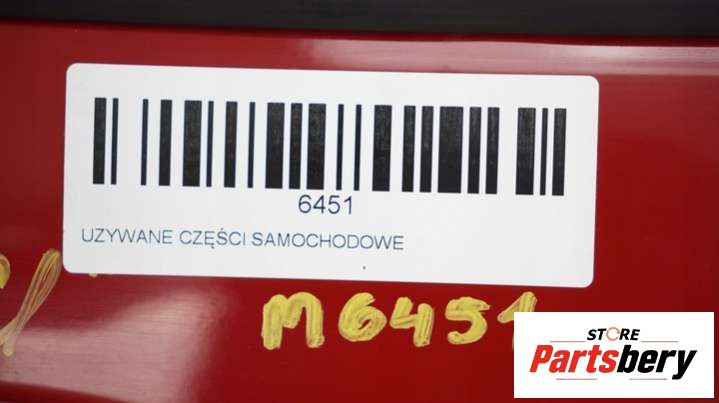 6451
UZYWANE CZĘŚCI SAMOCHODOWE
M6451
STORE
Partsbery